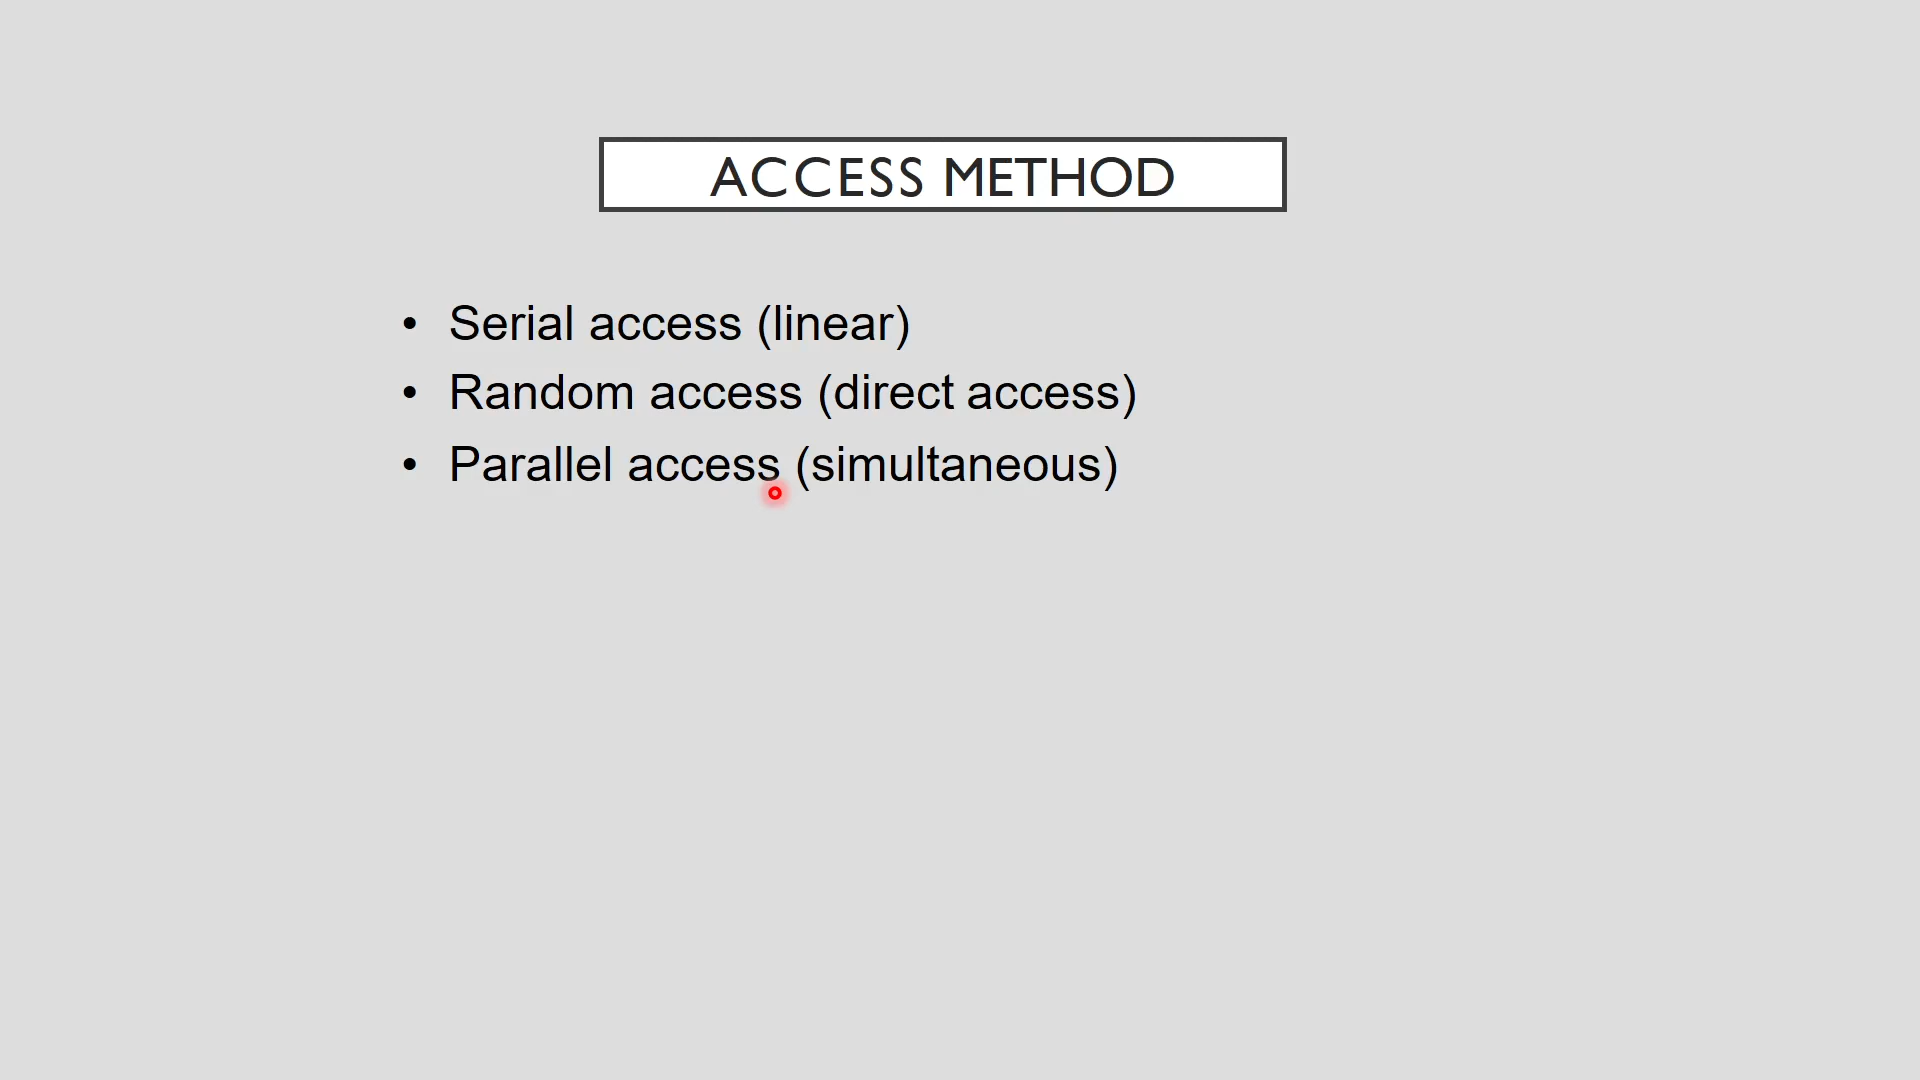 ACCESS METHOD
• Serial access (linear)
• Random access (direct access)
• Parallel access (simultaneous)